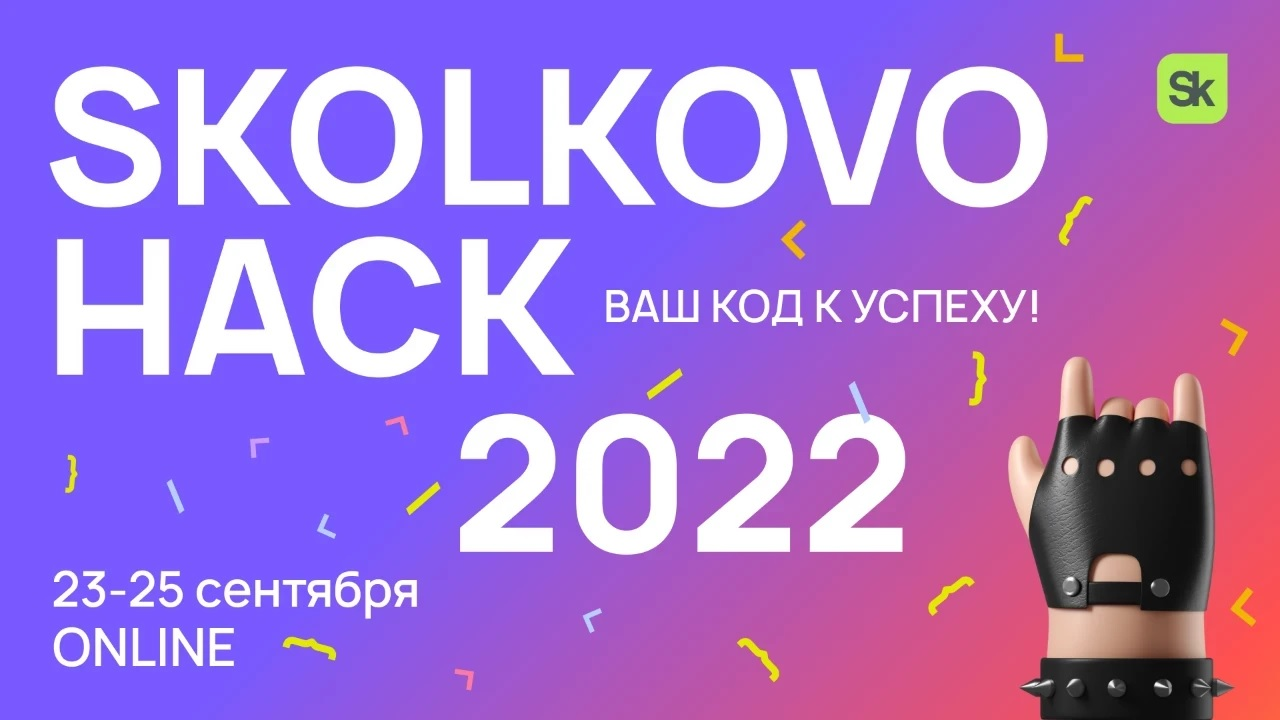 SKOLKOVO
Sk
HACK
ВАШ КОД К УСПЕХУ!
2022
23-25 сентября
ONLINE